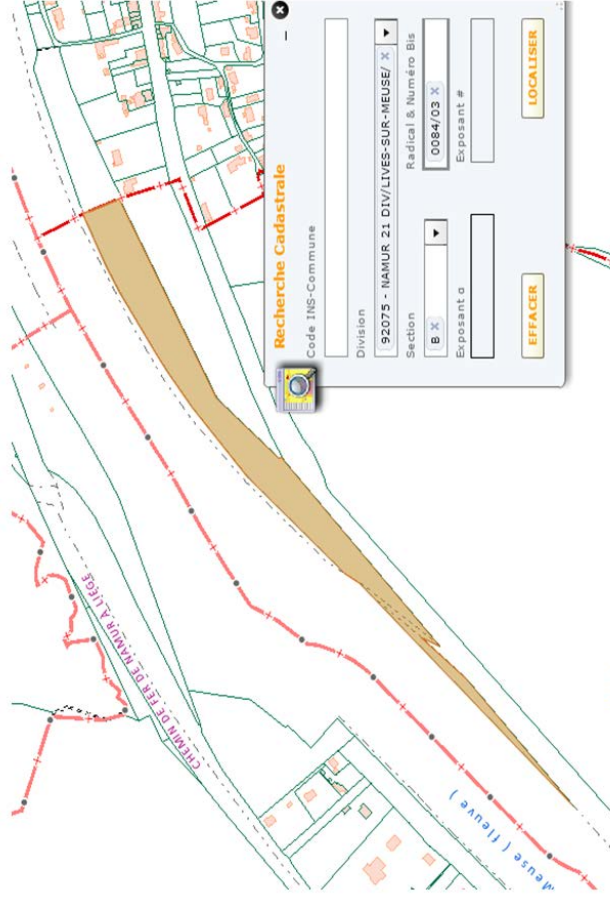 CHEMIN DE FER DE NAMUR A LIEGE
Meuse ( fleuve )
Recherche Cadastrale
Code INS-Commune
Division
92075 - NAMUR 21 DIV/LIVES-SUR-MEUSE/ X
Section
Radical & Numéro Bis
B X
0084/03 X
Exposant a
Exposant #
EFFACER
LOCALISER